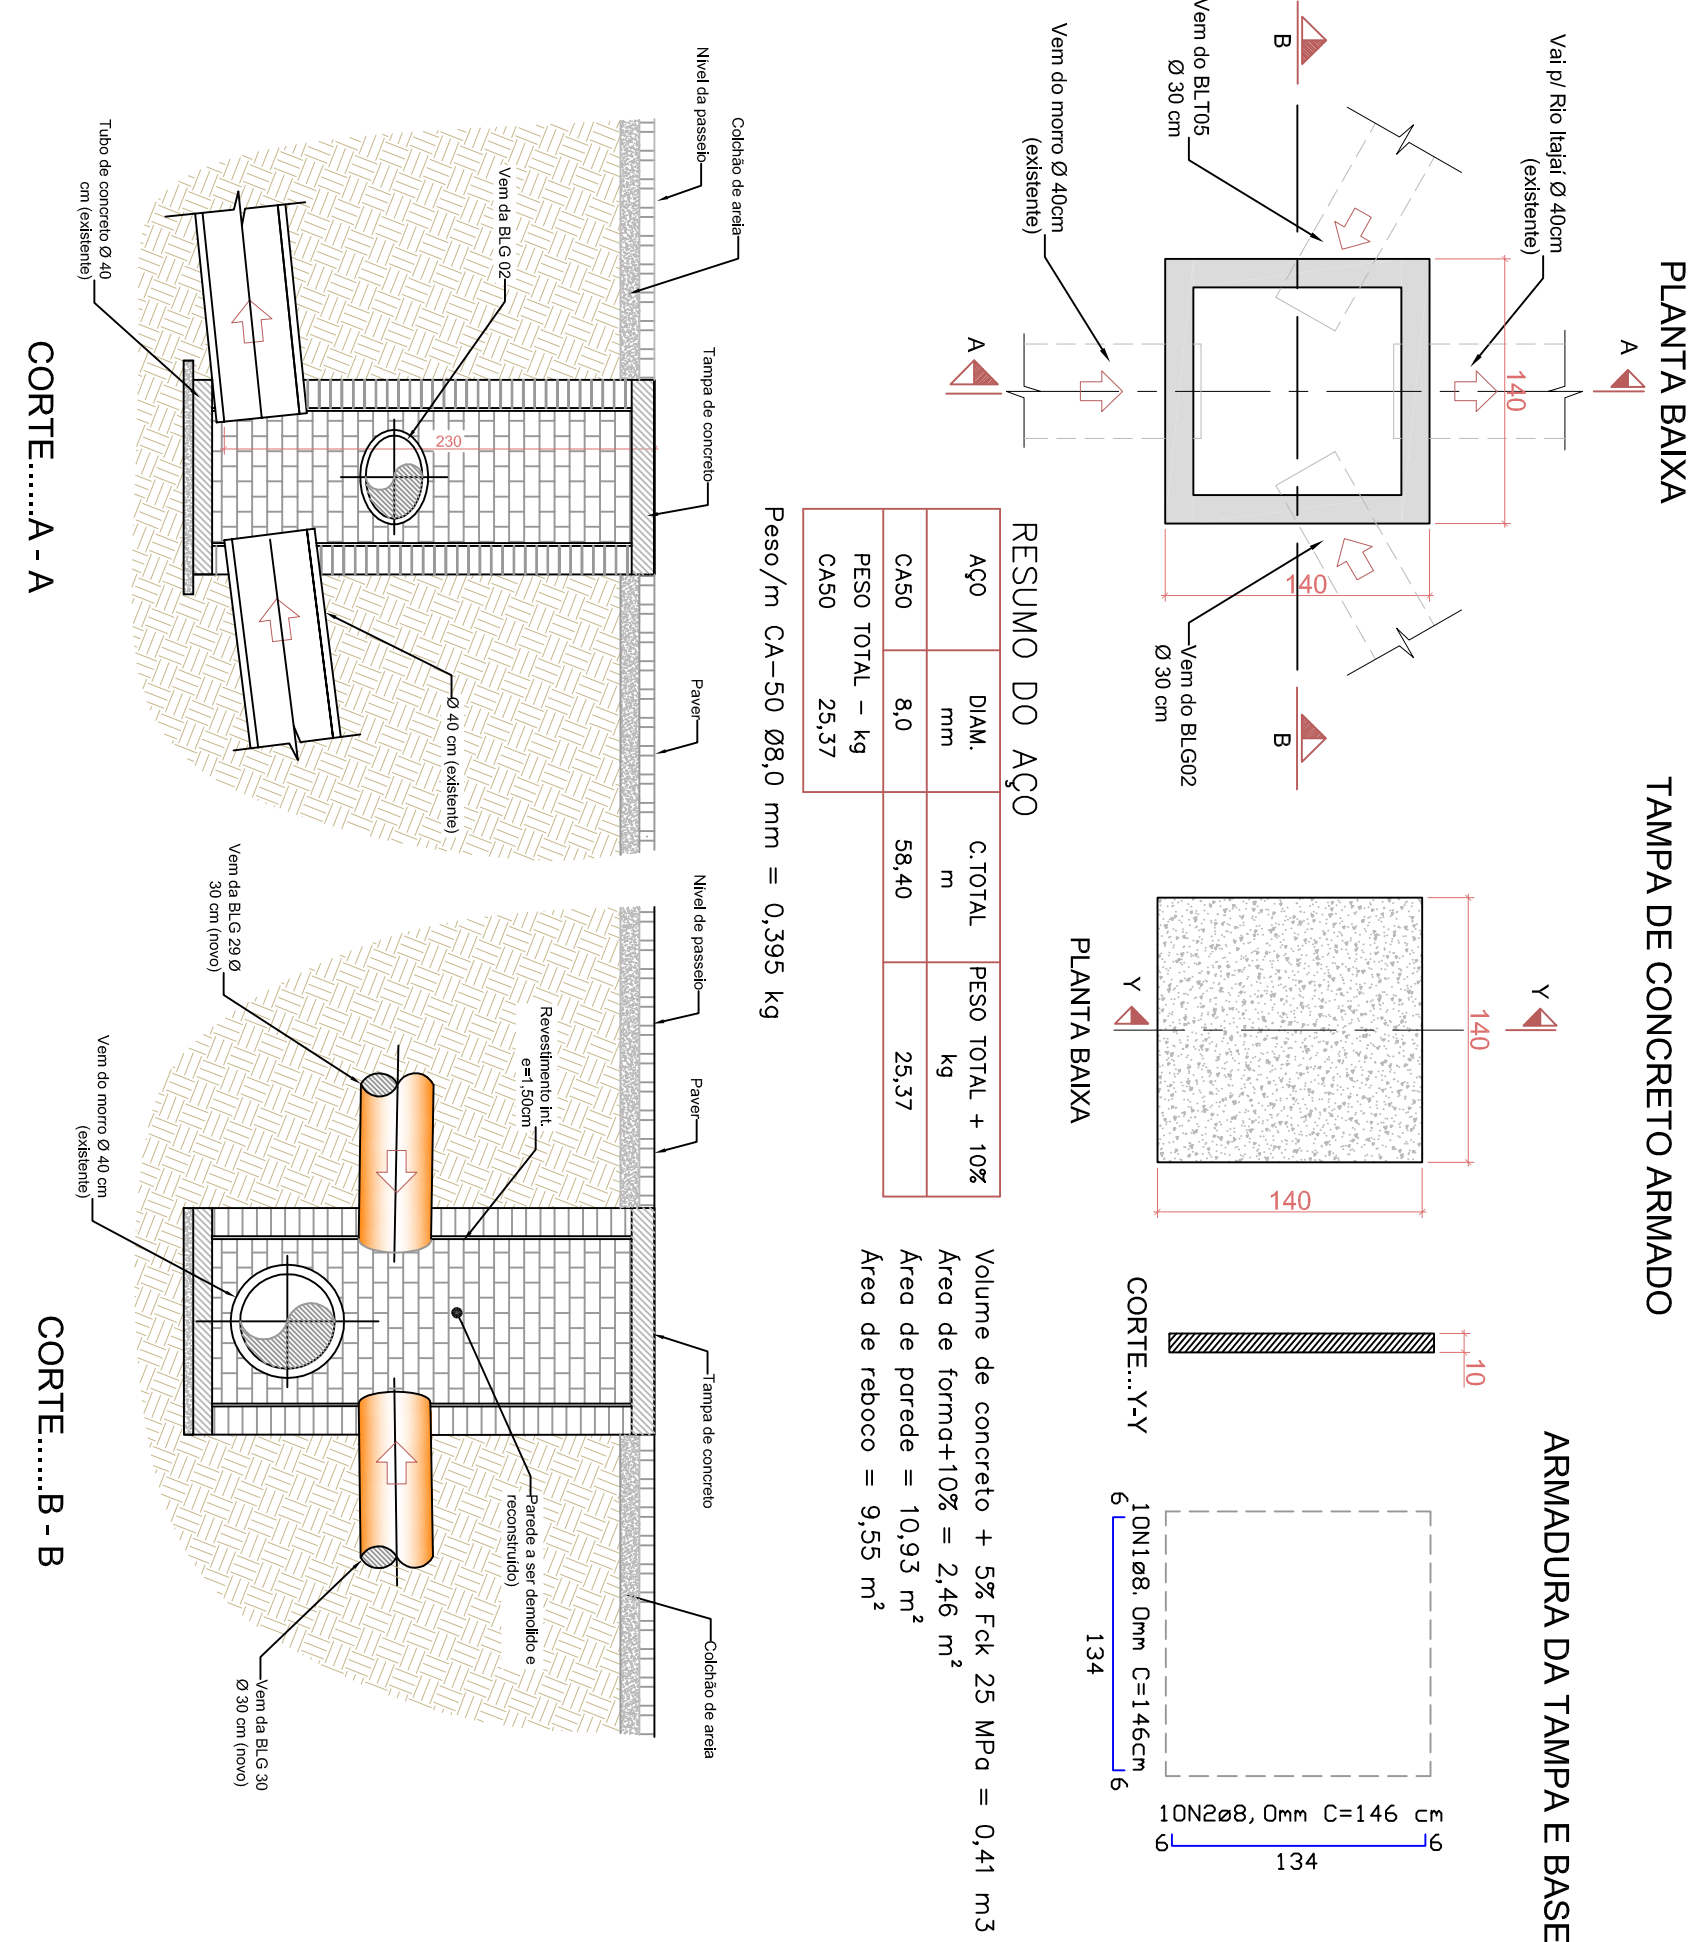 PLANTA BAIXA
Vai p/ Rio Itajaí Ø 40cm
(existente)
A
140
Vem do BLT05
Ø 30 cm
B
Vem do morro Ø 40cm
(existente)
A
140
Vem do BLG02
Ø 30 cm
B
TAMPA DE CONCRETO ARMADO
Y
140
140
Y
PLANTA BAIXA
10
CORTE...Y-Y
ARMADURA DA TAMPA E BASE
10N1ø8.0mm C=146cm
6
134
6
10N2ø8,0mm C=146 cm
6
134
6
RESUMO DO AÇO
AÇO
DIAM.
mm
C.TOTAL
m
PESO TOTAL + 10%
kg
CA50
8,0
58,40
25,37
PESO TOTAL - kg
CA50
25,37
Peso/m CA-50 Ø8,0 mm = 0,395 kg
Volume de concreto + 5% Fck 25 MPa = 0,41 m3
Área de forma+10% = 2,46 m²
Área de parede = 10,93 m²
Área de reboco = 9,55 m²
Nivel da passeio
Colchão de areia
Tampa de concreto
Paver
Vem da BLG 02
230
Ø 40 cm (existente)
Tubo de concreto Ø 40
cm (existente)
CORTE......A - A
Nivel de passeio
Paver
Tampa de concreto
Colchão de areia
Revestimento int.
e=1,50cm
Parede a ser demolido e
reconstruído)
Vem da BLG 29 Ø
30 cm (novo)
Vem da BLG 30
Ø 30 cm (novo)
Vem do morro Ø 40 cm
(existente)
CORTE......B - B